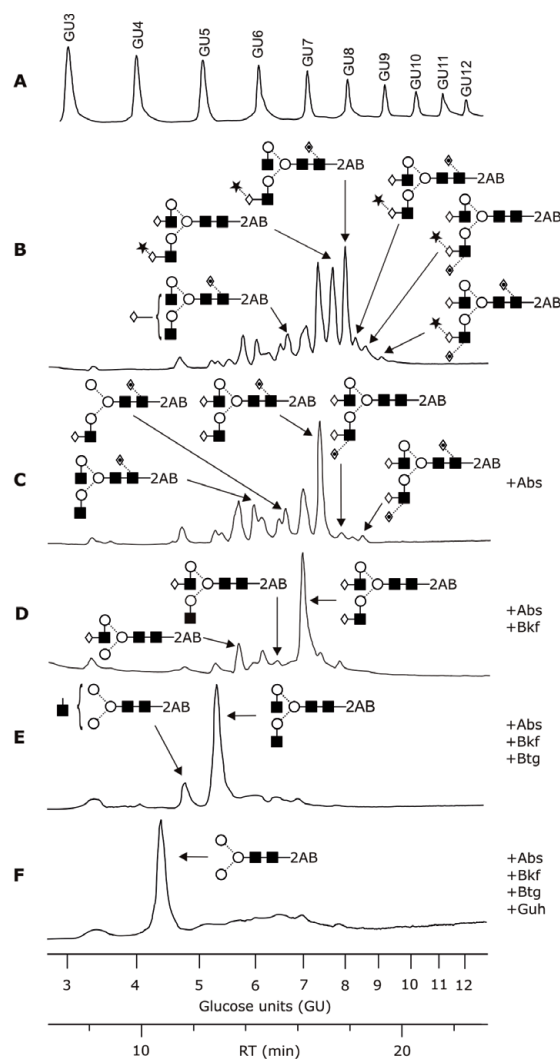 GU3
GU4
GU5
GU6
GU7
GU8
GU9
GU10
GU11
GU12
A
2AB
2AB
2AB
2AB
2AB
2AB
2AB
B
2AB
2AB
2AB
2AB
2AB
C
+Abs
2AB
2AB
2AB
D
+Abs
+Bkf
2AB
2AB
E
+Abs
+Bkf
+Btg
2AB
F
+Abs
+Bkf
+Btg
+Guh
3 4 5 6 7 8 9 10 11 12
Glucose units (GU)
10 RT (min) 20